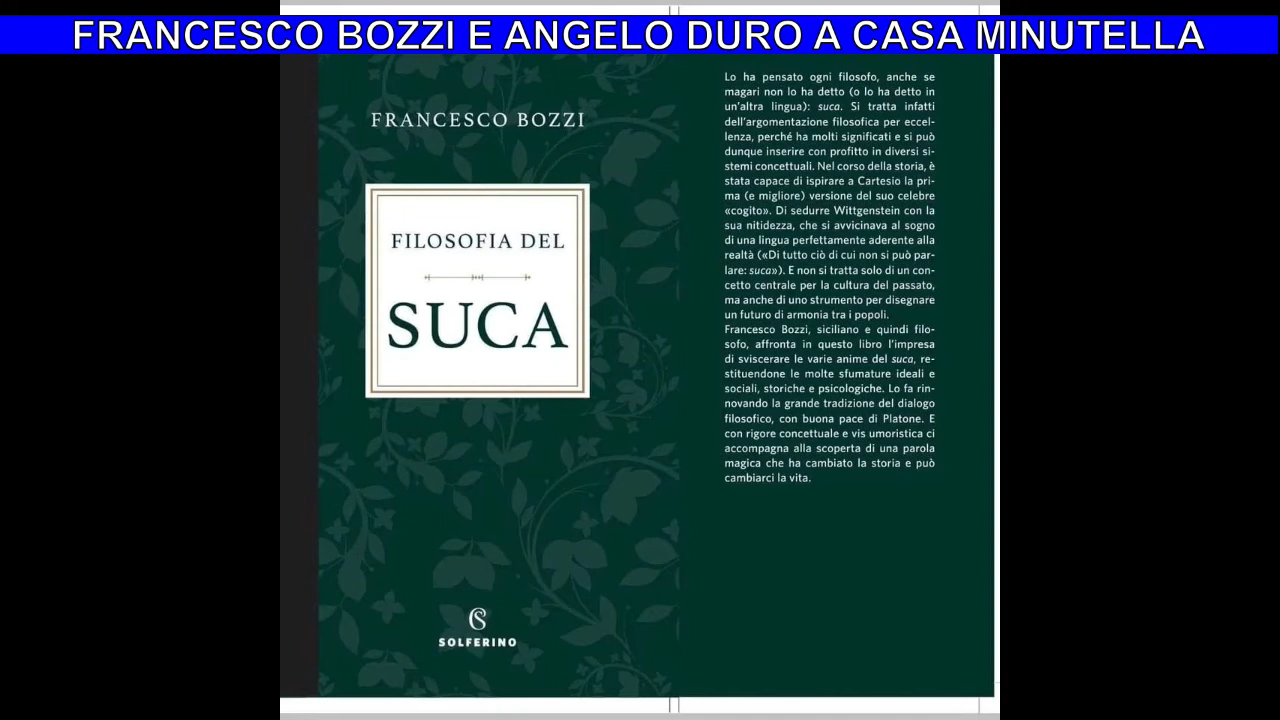 FRANCESCO BOZZI E ANGELO DURO A CASA MINUTELLA
FRANCESCO BOZZI
FILOSOFIA DEL
SUCA
SOLFERINO
Lo ha pensato ogni filosofo, anche se
magari non lo ha detto (o lo ha detto in
un'altra lingua): suca. Si tratta infatti
dell'argomentazione filosofica per eccel-
lenza, perché ha molti significati e si può
dunque inserire con profitto in diversi si-
stemi concettuali. Nel corso della storia, è
stata capace di ispirare a Cartesio la pri-
ma (e migliore) versione del suo celebre
«cogito». Di sedurre Wittgenstein con la
sua nitidezza, che si avvicinava al sogno
di una lingua perfettamente aderente alla
realtà («Di tutto ciò di cui non si può par-
lare: suca»). E non si tratta solo di un con-
cetto centrale per la cultura del passato,
ma anche di uno strumento per disegnare
un futuro di armonia tra i popoli.
Francesco Bozzi, siciliano e quindi filo-
sofo, affronta in questo libro l'impresa
di sviscerare le varie anime del suca, re-
stituendone le molte sfumature ideali e
sociali, storiche e psicologiche. Lo fa rin-
novando la grande tradizione del dialogo
filosofico, con buona pace di Platone. E
con rigore concettuale e vis umoristica ci
accompagna alla scoperta di una parola
magica che ha cambiato la storia e può
cambiarci la vita.